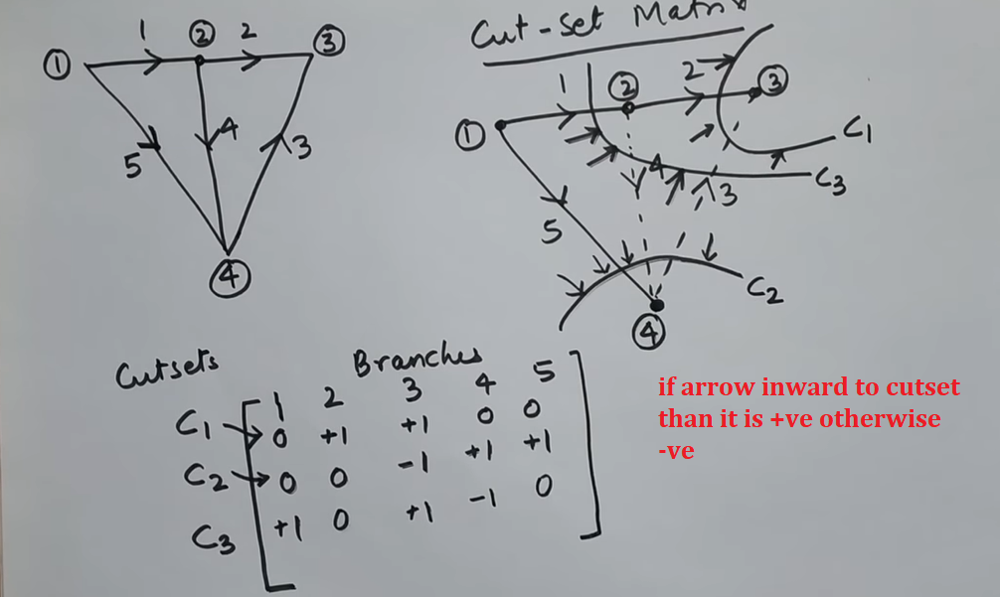 Cut-set Matrix
1 ② 2 ③
①
5 4 3
④
1 ② 2 ③
①
C1
4 3 C3
5
C2
④
Cutsets Branches
1 2 3 4 5
C1 → 0 +1 +1 0 0
C2 → 0 0 -1 +1 +1
C3 +1 0 +1 -1 0
if arrow inward to cutset
than it is +ve otherwise
-ve